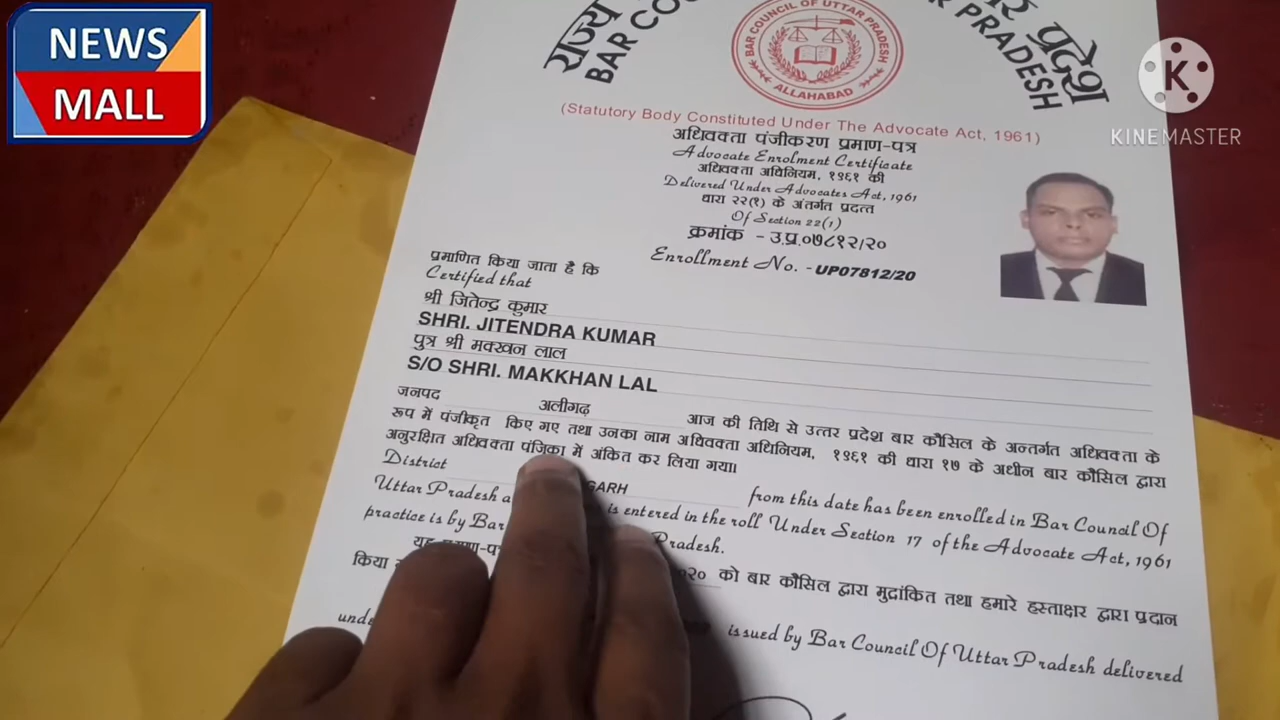 NEWS
MALL
KINEMASTER
K
प्रदेश
BAR
PRADESH
BAR COUNCIL OF UTTAR PRADESH
ALLAHABAD
(Statutory Body Constituted Under The Advocate Act, 1961)
अधिवक्ता पंजीकरण प्रमाण-पत्र
Advocate Enrolment Certificate
अधिवक्ता अधिनियम, १९६१ की
Delivered Under Advocates Act, 1961
धारा २२(१) के अंतर्गत प्रदत्त
Of Section 22(1)
क्रमांक - उ.प्र.०७८१२/२०
Enrollment No. - UP07812/20
प्रमाणित किया जाता है कि
Certified that
श्री जितेन्द्र कुमार
SHRI. JITENDRA KUMAR
पुत्र श्री मक्खन लाल
S/O SHRI. MAKKHAN LAL
जनपद अलीगढ़ आज की तिथि से उत्तर प्रदेश बार कौंसिल के अन्तर्गत अधिवक्ता के
रूप में पंजीकृत किए गए तथा उनका नाम अधिवक्ता अधिनियम, १९६१ की धारा १७ के अधीन बार कौंसिल द्वारा
अनुरक्षित अधिवक्ता पंजिका में अंकित कर लिया गया।
District GARH from this date has been enrolled in Bar Council Of
Uttar Pradesh is entered in the roll Under Section 17 of the Advocate Act, 1961
practice is by Bar Pradesh.
यह
किया को बार कौंसिल द्वारा मुद्रांकित तथा हमारे हस्ताक्षर द्वारा प्रदान
issued by Bar Council Of Uttar Pradesh delivered